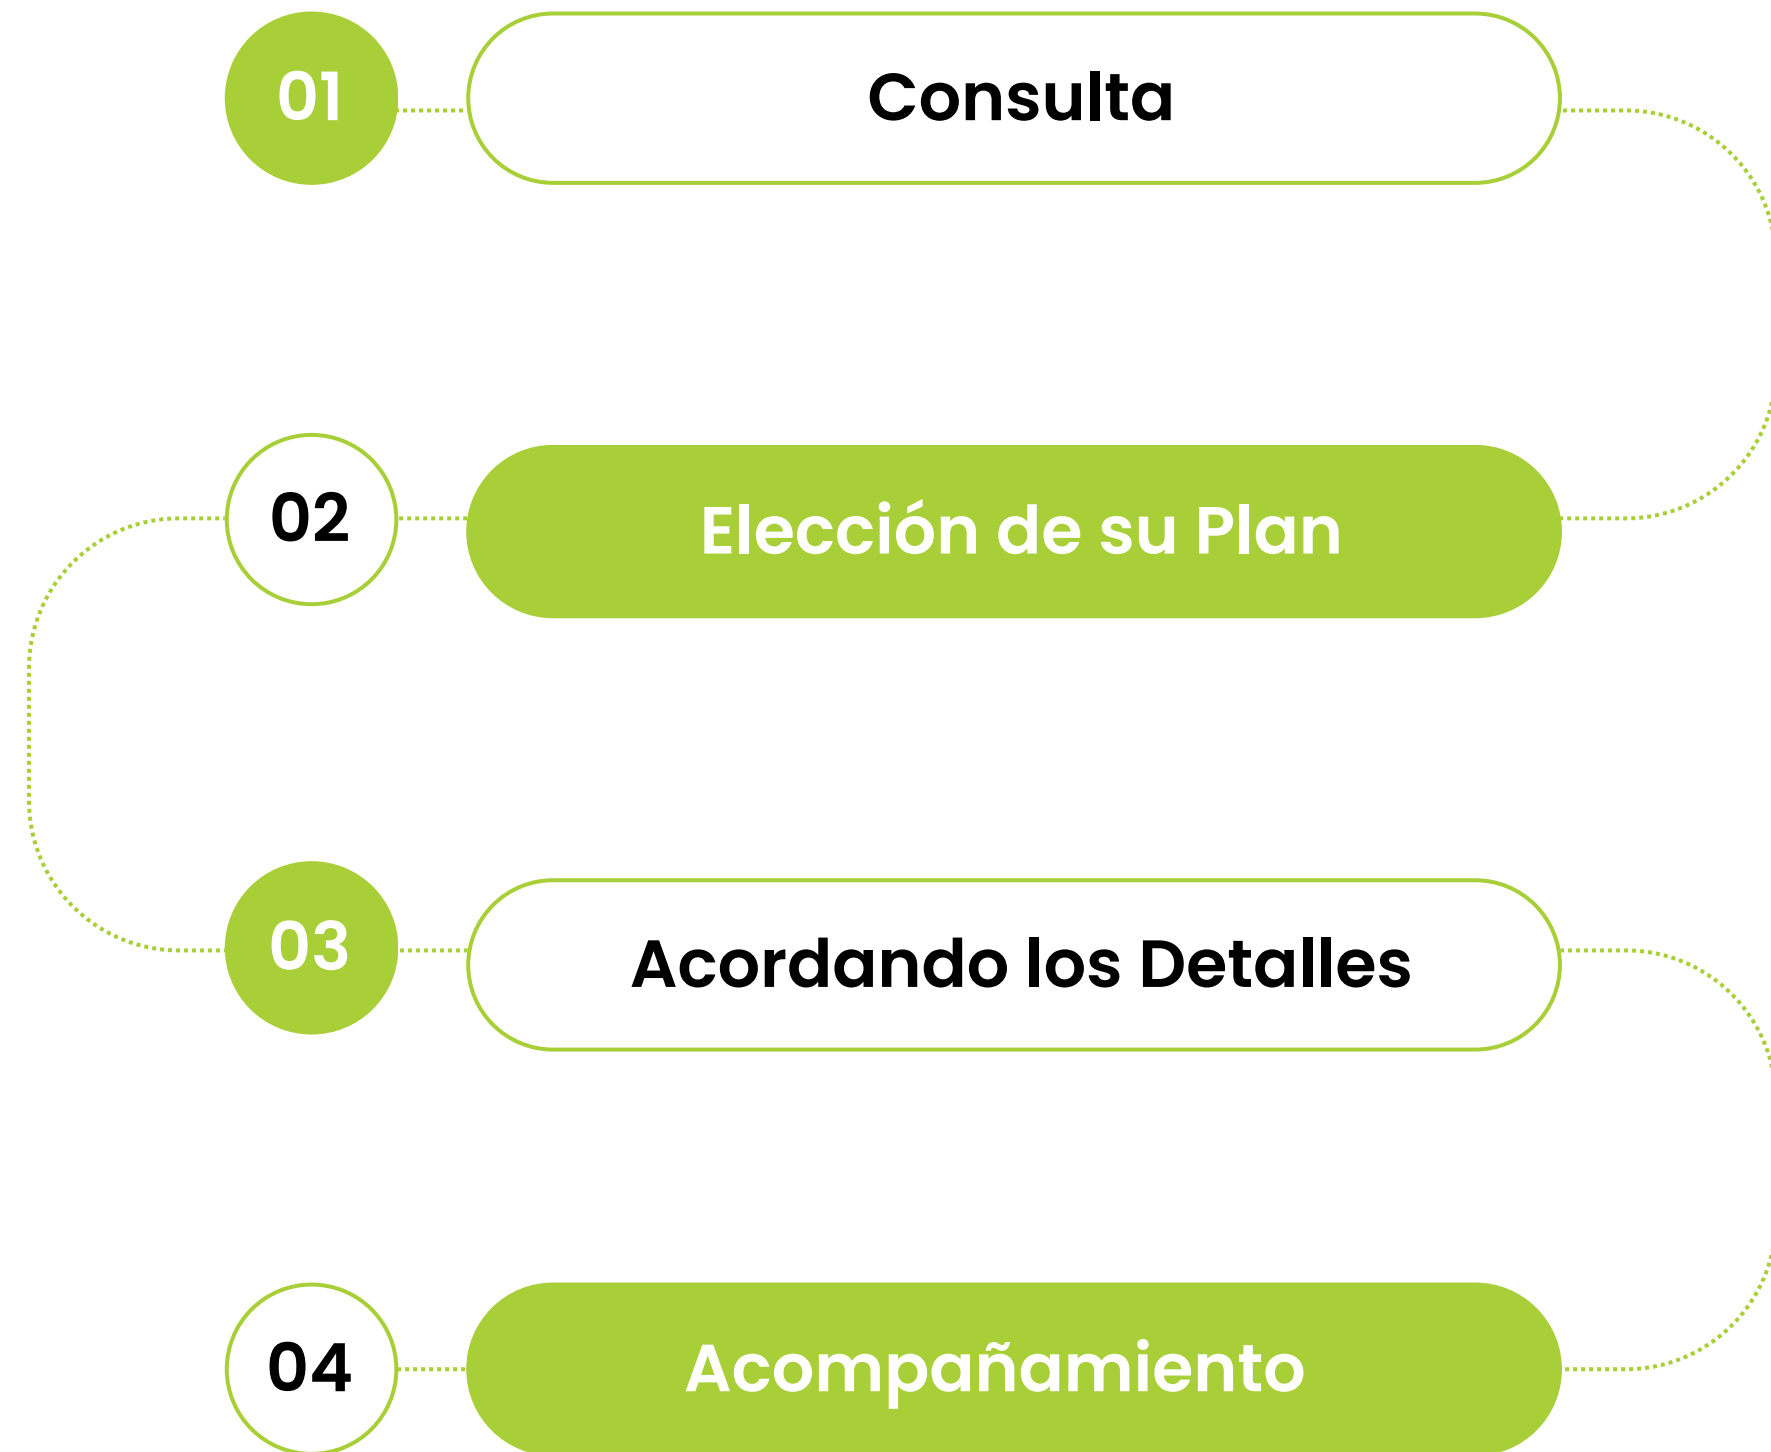 01
Consulta
02
Elección de su Plan
03
Acordando los Detalles
04
Acompañamiento